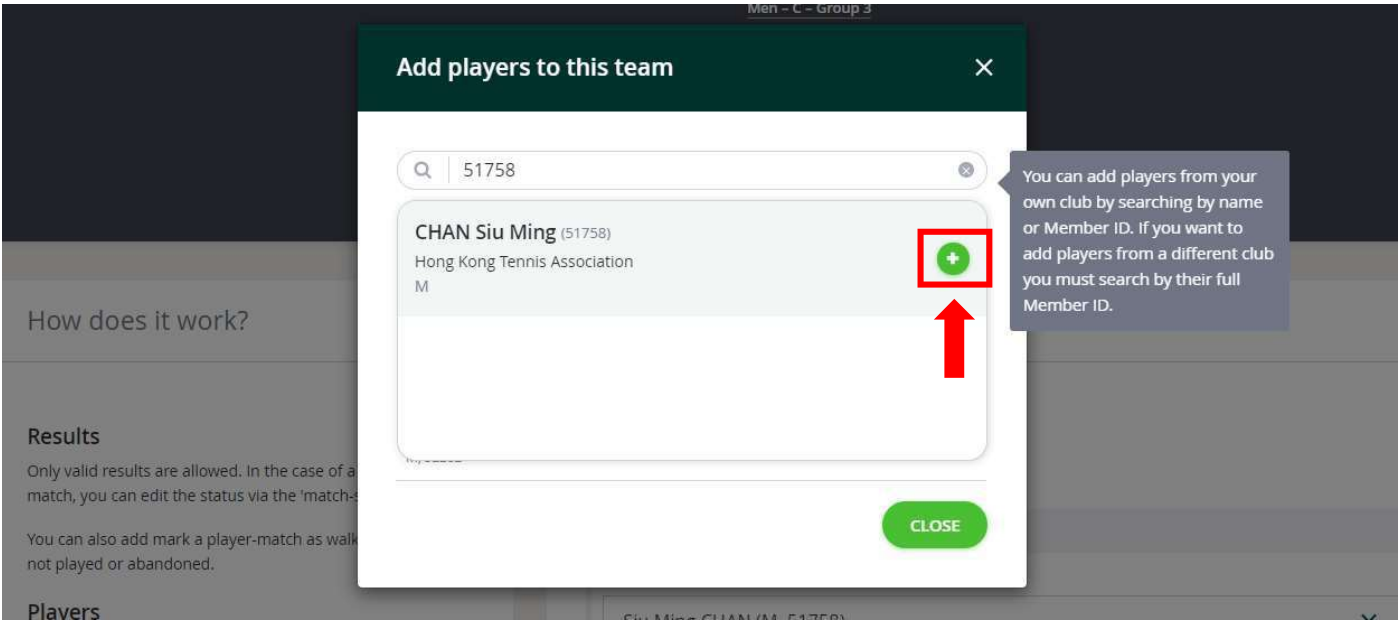 Men – C – Group 3
Add players to this team
51758
You can add players from your
own club by searching by name
or Member ID. If you want to
add players from a different club
you must search by their full
Member ID.
CHAN Siu Ming (51758)
Hong Kong Tennis Association
M
How does it work?
Results
Only valid results are allowed. In the case of a
match, you can edit the status via the 'match-s
You can also add mark a player-match as walk
not played or abandoned.
CLOSE
Players
Siu Ming CHAN (M, 51758)